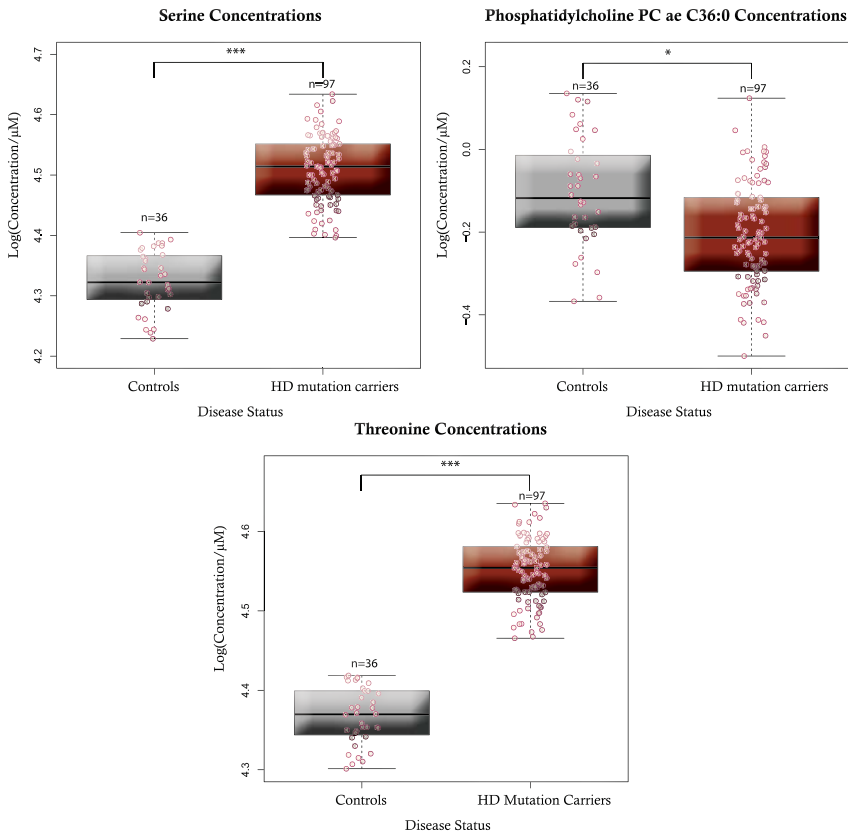 Serine Concentrations
Log(Concentration/μM)
4.7
4.6
4.5
4.4
4.3
4.2
***
n=36
n=97
Controls
HD mutation carriers
Disease Status
Phosphatidylcholine PC ae C36:0 Concentrations
Log(Concentration/μM)
0.2
0.0
−0.2
−0.4
*
n=36
n=97
Controls
HD mutation carriers
Disease Status
Threonine Concentrations
Log(Concentration/μM)
4.6
4.5
4.4
4.3
***
n=36
n=97
Controls
HD Mutation Carriers
Disease Status